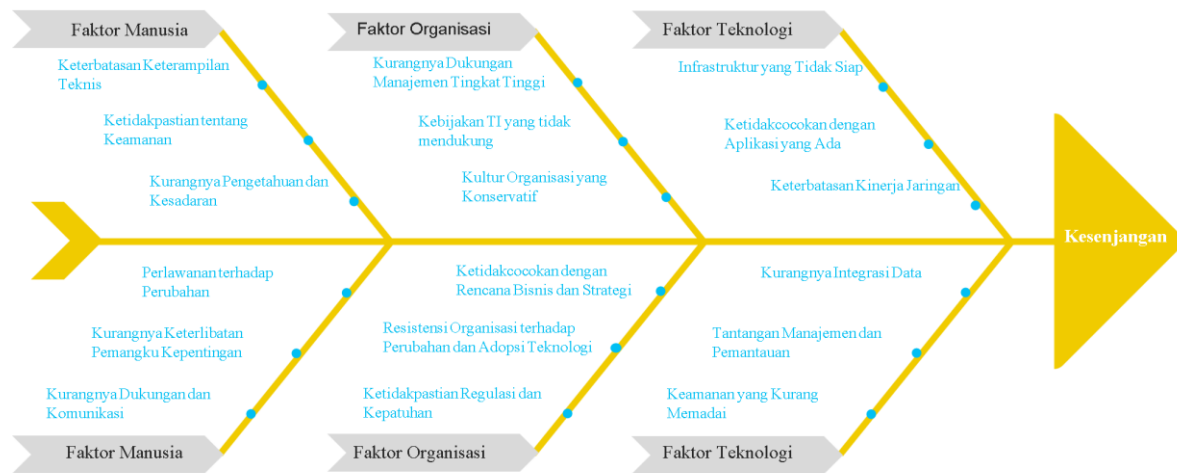 Faktor Manusia
Keterbatasan Keterampilan
Teknis
Ketidakpastian tentang
Keamanan
Kurangnya Pengetahuan dan
Kesadaran
Faktor Organisasi
Kurangnya Dukungan
Manajemen Tingkat Tinggi
Kebijakan TI yang tidak
mendukung
Kultur Organisasi yang
Konservatif
Faktor Teknologi
Infrastruktur yang Tidak Siap
Ketidakcocokan dengan
Aplikasi yang Ada
Keterbatasan Kinerja Jaringan
Kesenjangan
Perlawanan terhadap
Perubahan
Kurangnya Keterlibatan
Pemangku Kepentingan
Kurangnya Dukungan dan
Komunikasi
Faktor Manusia
Ketidakcocokan dengan
Rencana Bisnis dan Strategi
Resistensi Organisasi terhadap
Perubahan dan Adopsi Teknologi
Ketidakpastian Regulasi dan
Kepatuhan
Faktor Organisasi
Kurangnya Integrasi Data
Tantangan Manajemen dan
Pemantauan
Keamanan yang Kurang
Memadai
Faktor Teknologi